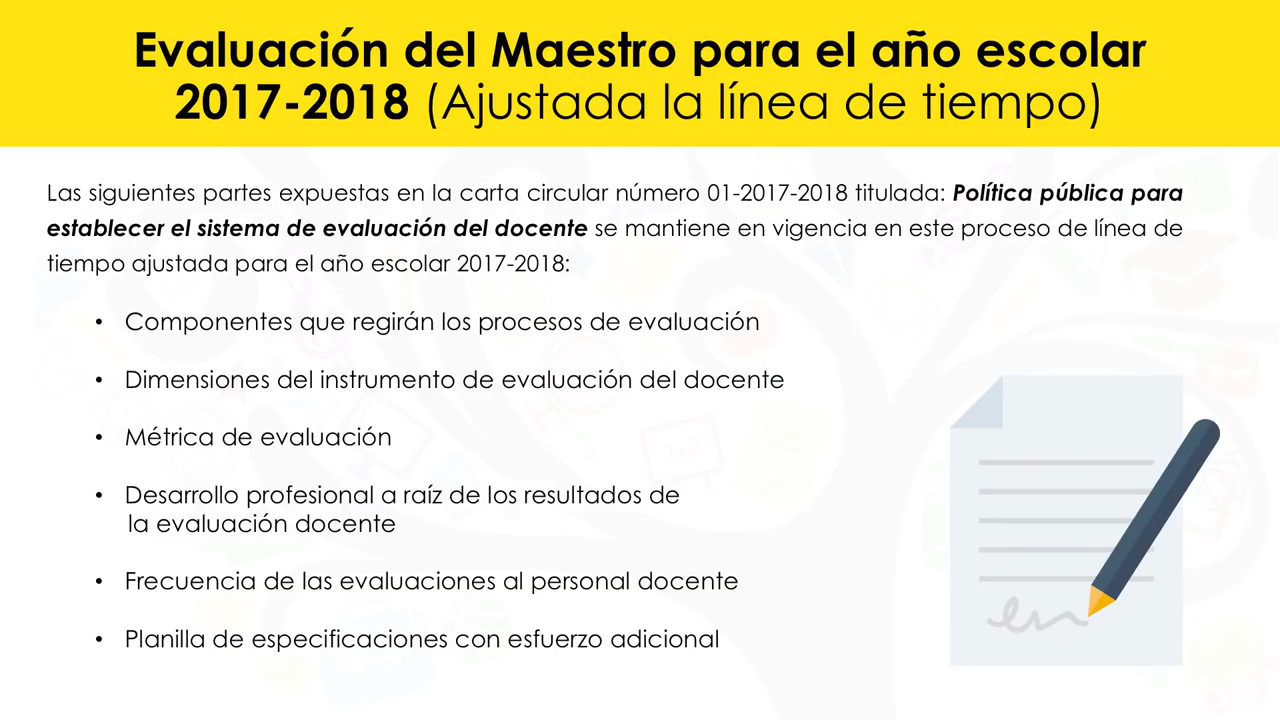 Evaluación del Maestro para el año escolar
2017-2018 (Ajustada la línea de tiempo)
Las siguientes partes expuestas en la carta circular número 01-2017-2018 titulada: Política pública para
establecer el sistema de evaluación del docente se mantiene en vigencia en este proceso de línea de
tiempo ajustada para el año escolar 2017-2018:
• Componentes que regirán los procesos de evaluación
• Dimensiones del instrumento de evaluación del docente
• Métrica de evaluación
• Desarrollo profesional a raíz de los resultados de
la evaluación docente
• Frecuencia de las evaluaciones al personal docente
• Planilla de especificaciones con esfuerzo adicional